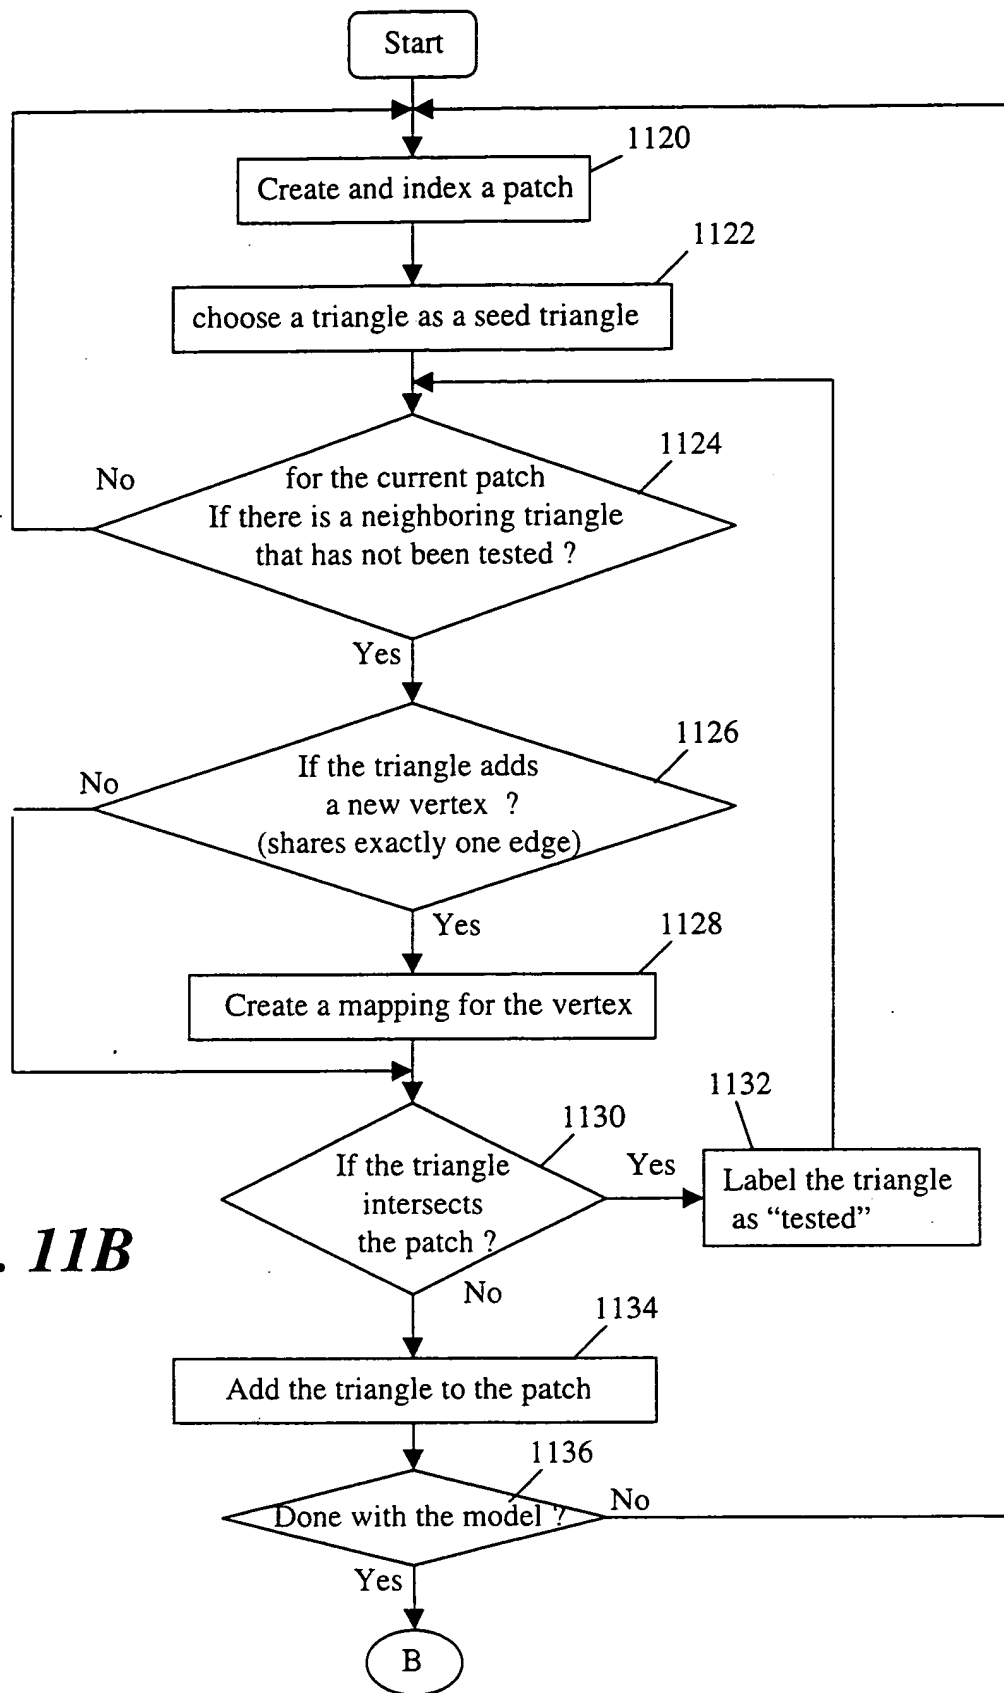 Start
1120
Create and index a patch
1122
choose a triangle as a seed triangle
1124
No
for the current patch
If there is a neighboring triangle
that has not been tested ?
Yes
1126
No
If the triangle adds
a new vertex ?
(shares exactly one edge)
Yes
1128
Create a mapping for the vertex
1132
1130
Yes
If the triangle
intersects
the patch ?
Label the triangle
as “tested”
. 11B
No
1134
Add the triangle to the patch
1136
Done with the model ?
No
Yes
B